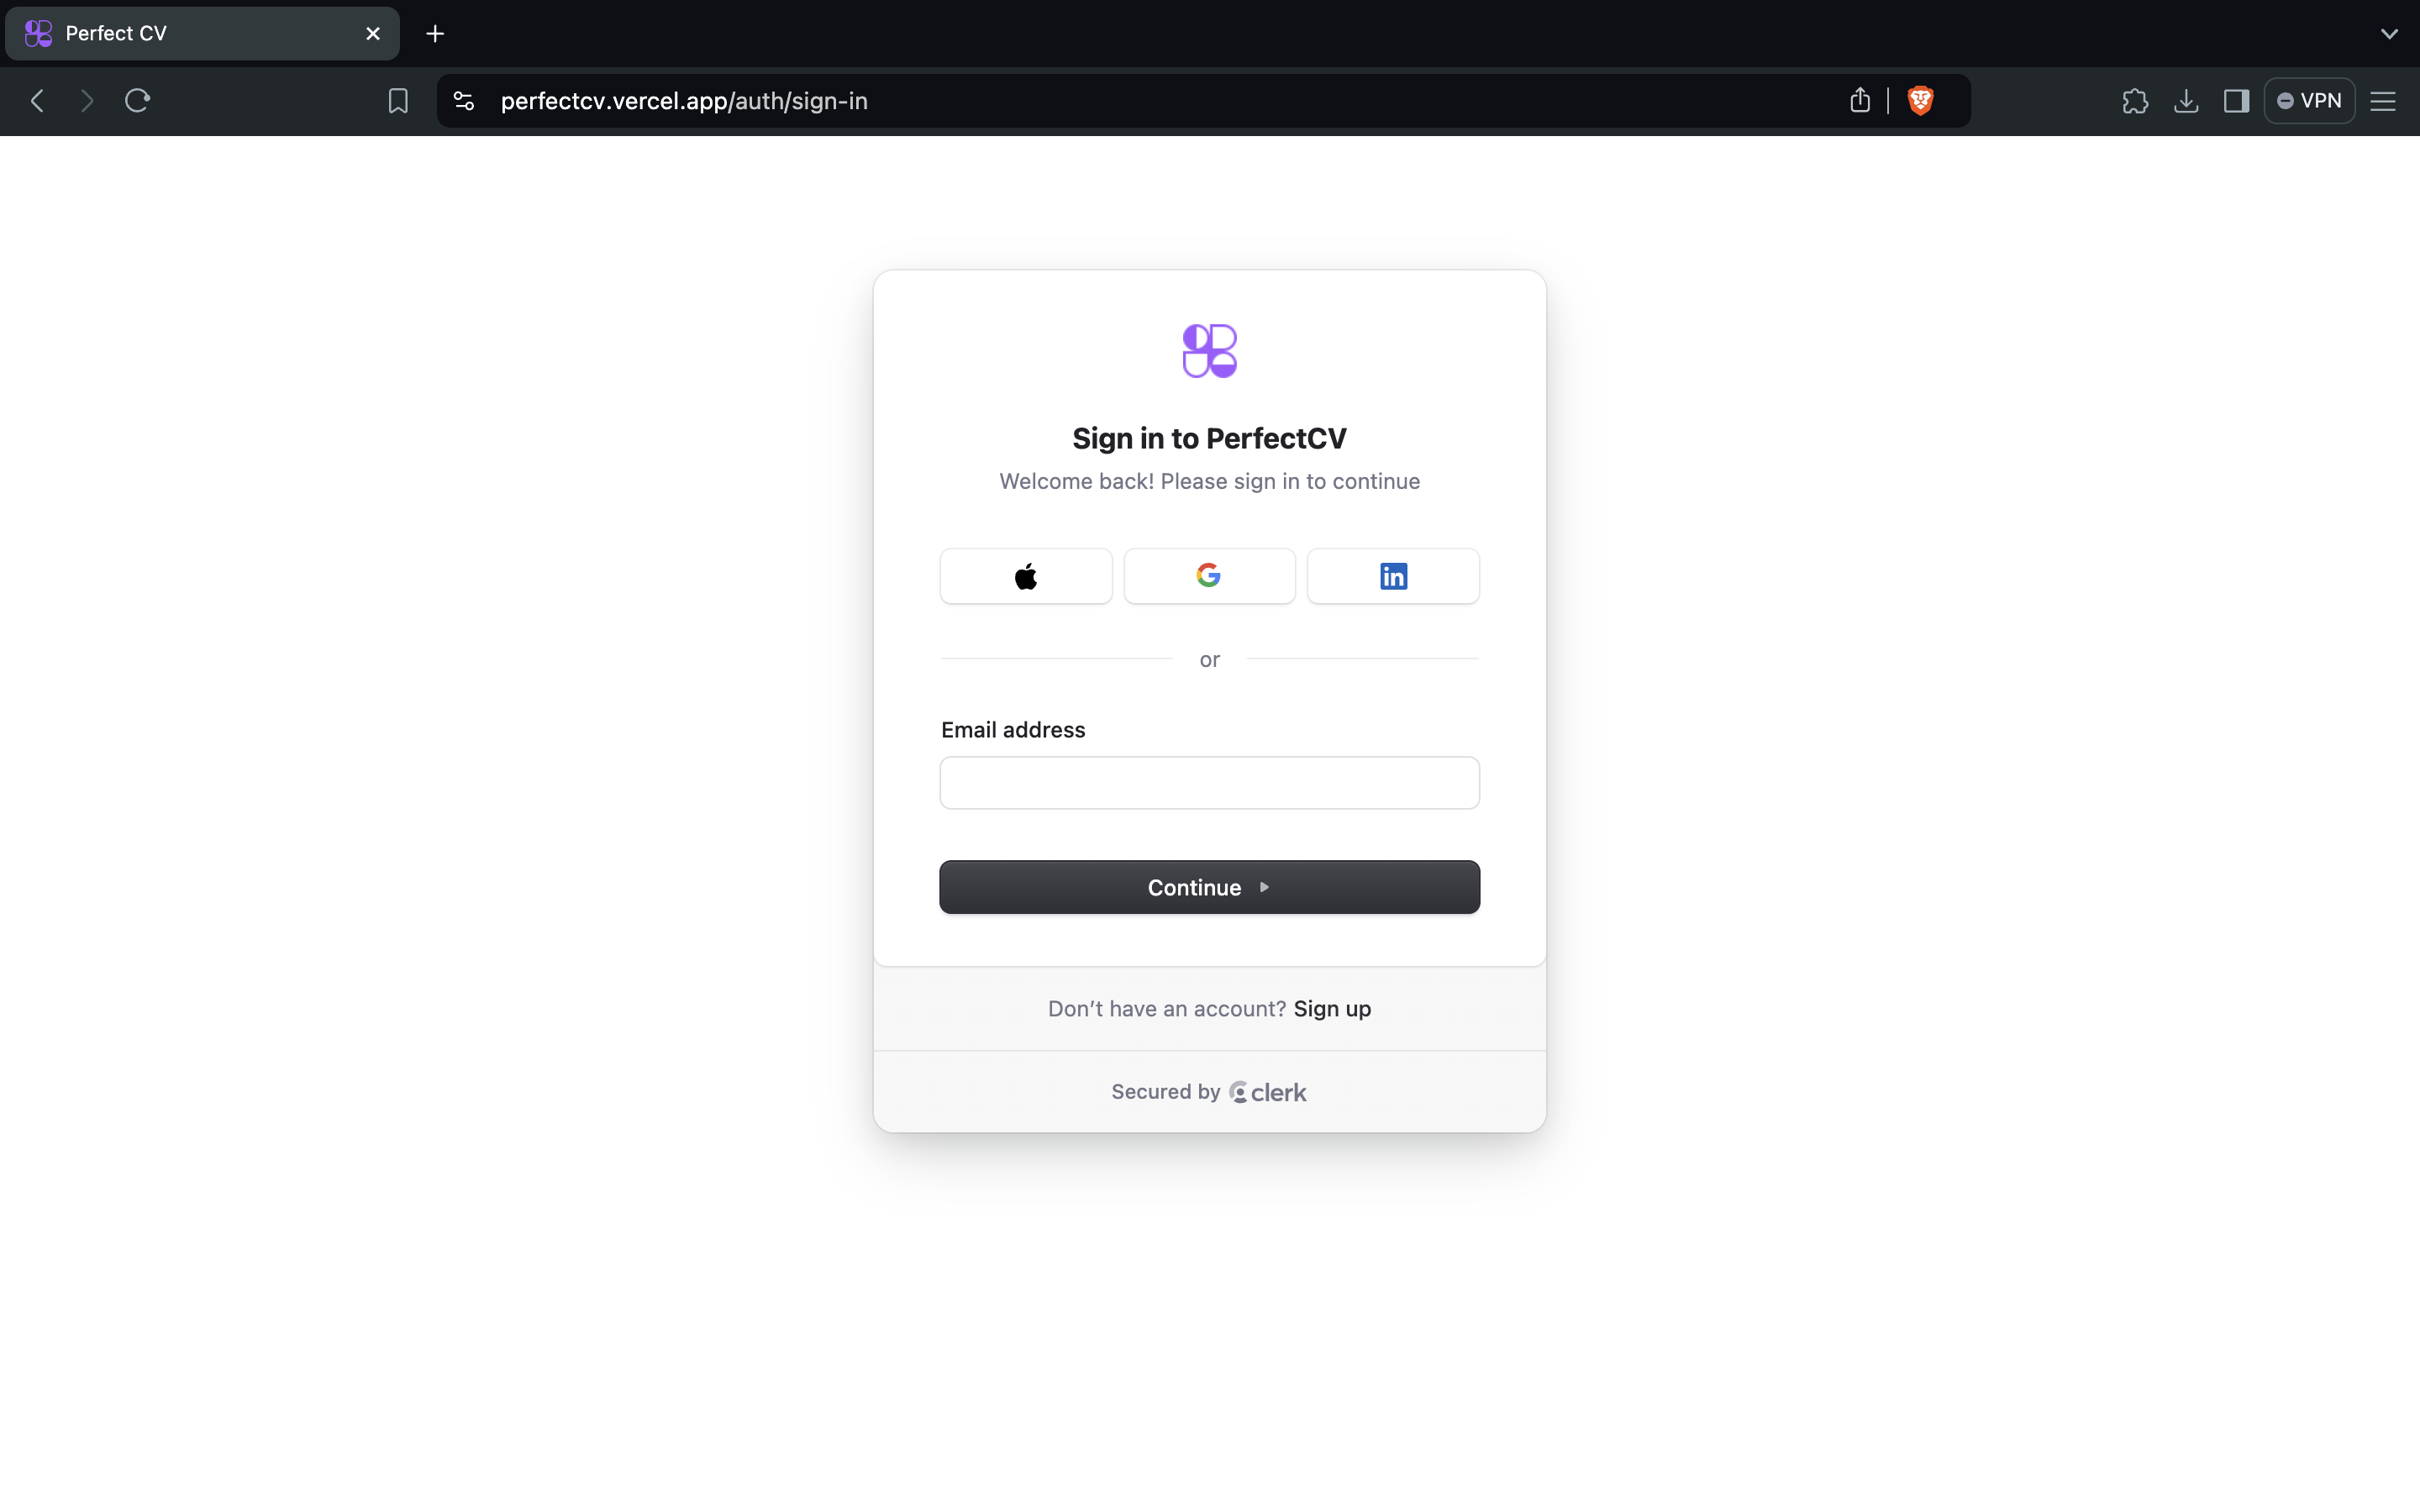 Perfect CV
perfectcv.vercel.app/auth/sign-in
VPN
Sign in to PerfectCV
Welcome back! Please sign in to continue
in
or
Email address
Continue
Don’t have an account? Sign up
Secured by clerk